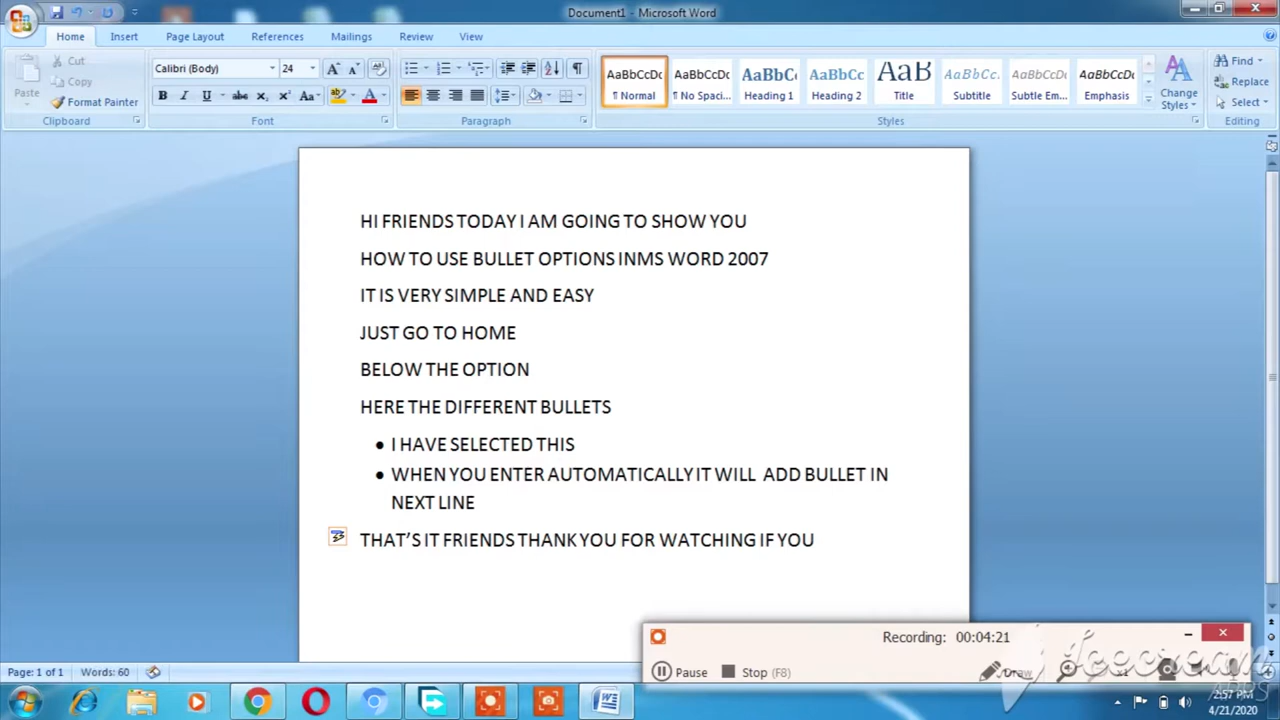 Document1 - Microsoft Word
Home Insert Page Layout References Mailings Review View
Cut
Copy
Paste
Format Painter
Clipboard
Calibri (Body) 24
Font
Paragraph
AaBbCcDc AaBbCcDc AaBbC AaBbCc AaB AaBbCc. AaBbCcDc AaBbCcDc
¶ Normal ¶ No Spaci... Heading 1 Heading 2 Title Subtitle Subtle Em... Emphasis
Change Styles
Styles
Find
Replace
Select
Editing
HI FRIENDS TODAY I AM GOING TO SHOW YOU
HOW TO USE BULLET OPTIONS INMS WORD 2007
IT IS VERY SIMPLE AND EASY
JUST GO TO HOME
BELOW THE OPTION
HERE THE DIFFERENT BULLETS
• I HAVE SELECTED THIS
• WHEN YOU ENTER AUTOMATICALLY IT WILL ADD BULLET IN
NEXT LINE
THAT'S IT FRIENDS THANK YOU FOR WATCHING IF YOU
Recording: 00:04:21
Pause Stop (F8) Draw
Icecream
APPS
Page: 1 of 1 Words: 60
2:57 PM
4/21/2020